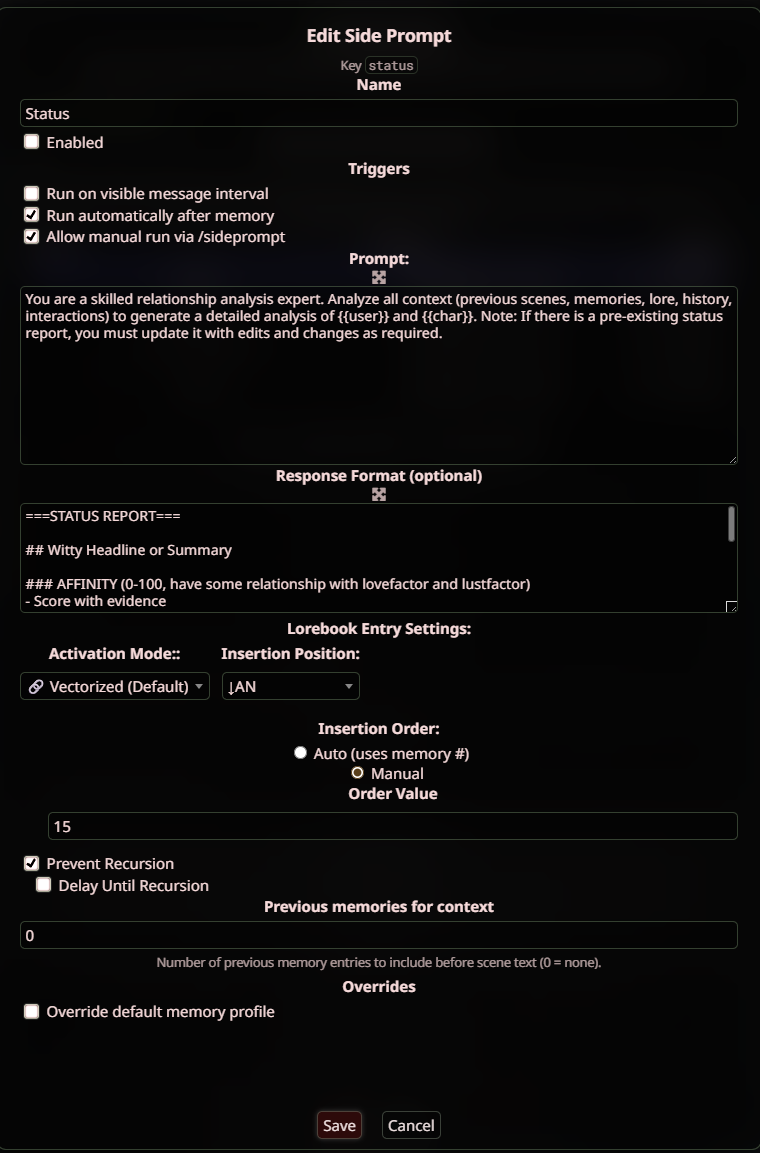 Edit Side Prompt
Key status
Name
Status
Enabled
Triggers
Run on visible message interval
Run automatically after memory
Allow manual run via /sideprompt
Prompt:
You are a skilled relationship analysis expert. Analyze all context (previous scenes, memories, lore, history,
interactions) to generate a detailed analysis of {{user}} and {{char}}. Note: If there is a pre-existing status
report, you must update it with edits and changes as required.
Response Format (optional)
===STATUS REPORT===
## Witty Headline or Summary
### AFFINITY (0-100, have some relationship with lovefactor and lustfactor)
- Score with evidence
Lorebook Entry Settings:
Activation Mode::
Insertion Position:
🔗 Vectorized (Default)
↓AN
Insertion Order:
Auto (uses memory #)
Manual
Order Value
15
Prevent Recursion
Delay Until Recursion
Previous memories for context
0
Number of previous memory entries to include before scene text (0 = none).
Overrides
Override default memory profile
Save
Cancel